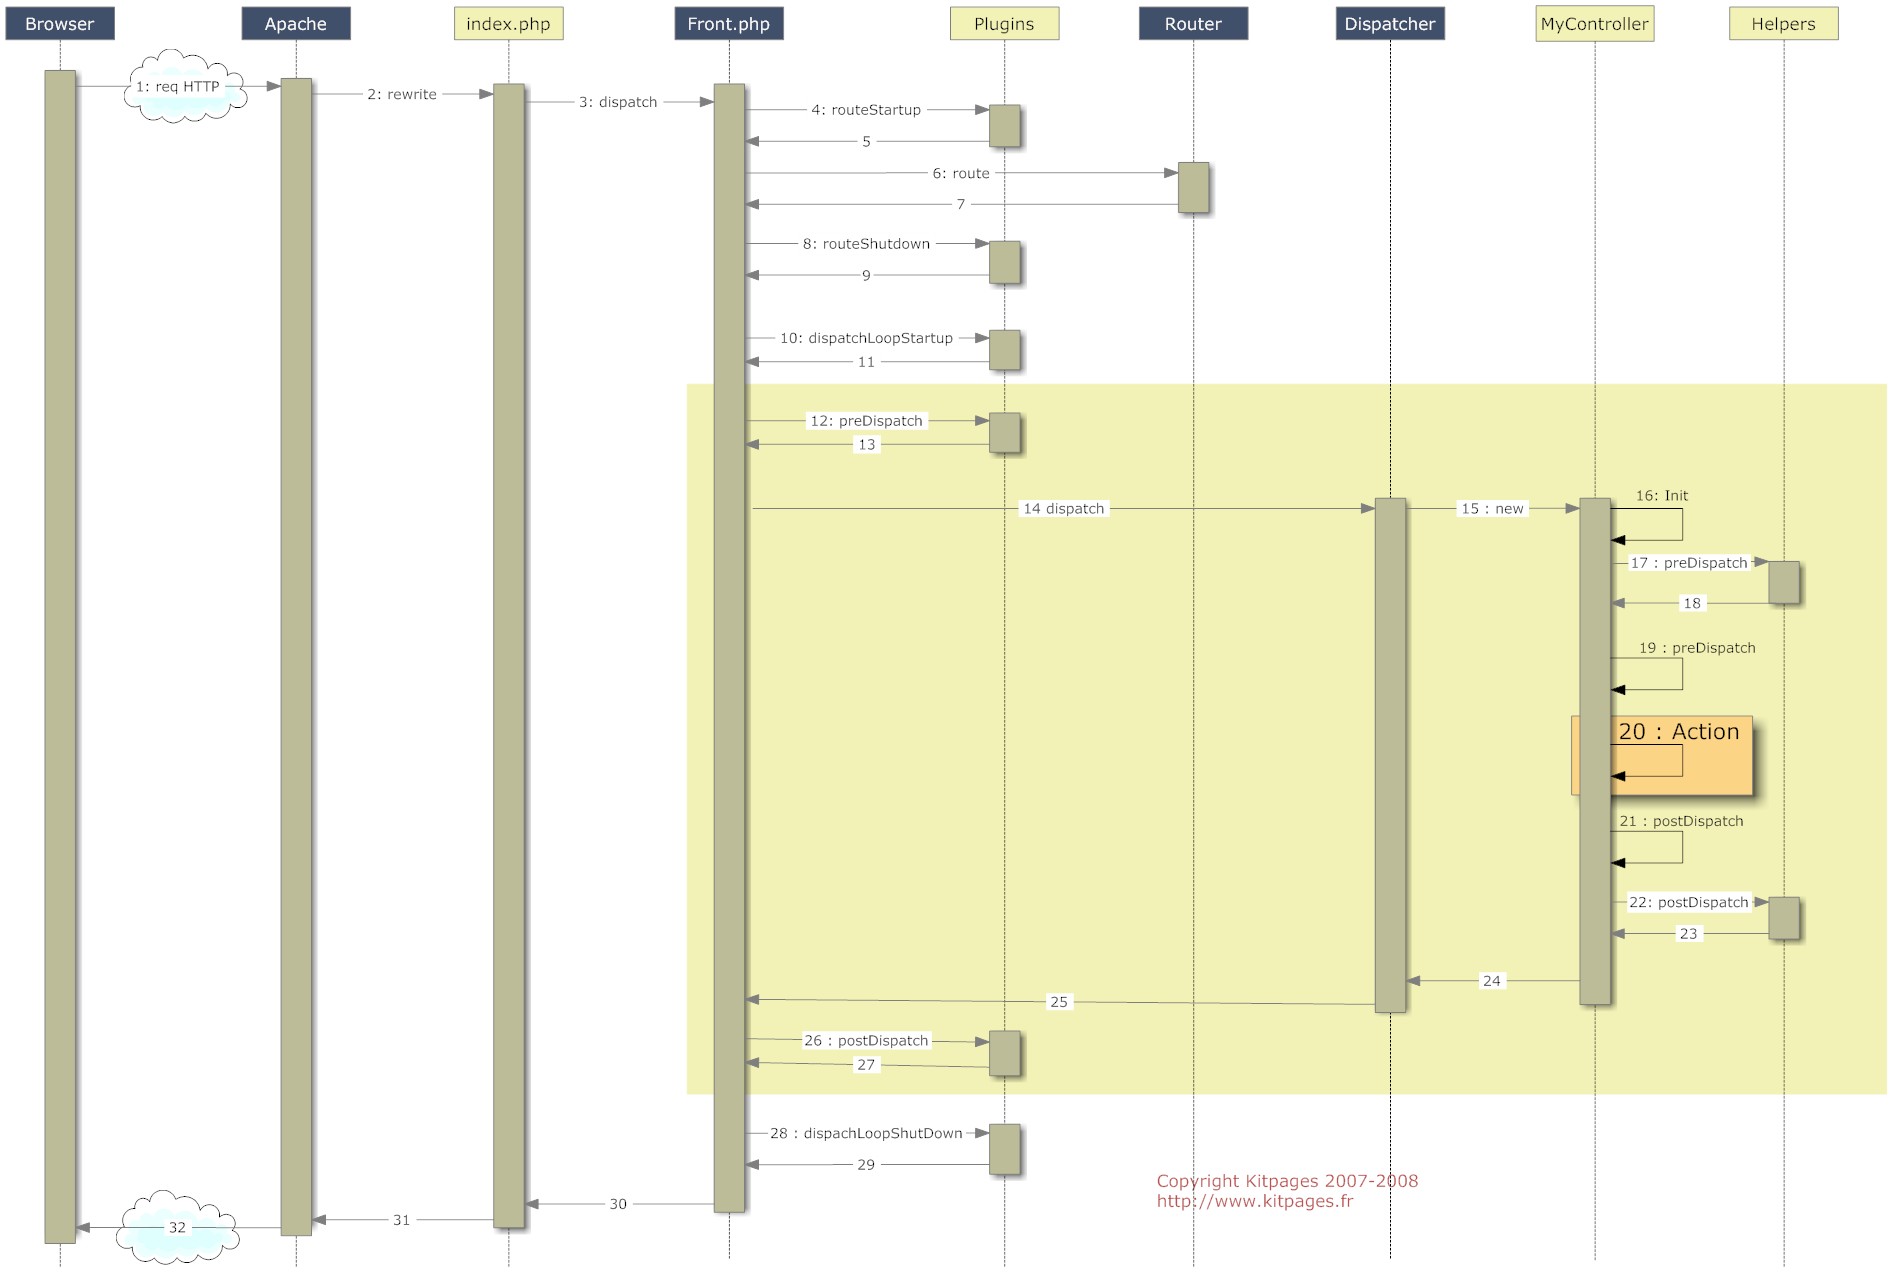 Browser
Apache
index.php
Front.php
Plugins
Router
Dispatcher
MyController
Helpers
1: req HTTP
2: rewrite
3: dispatch
4: routeStartup
5
6: route
7
8: routeShutdown
9
10: dispatchLoopStartup
11
12: preDispatch
13
14 dispatch
15 : new
16: Init
17 : preDispatch
18
19 : preDispatch
20 : Action
21 : postDispatch
22: postDispatch
23
24
25
26 : postDispatch
27
28 : dispachLoopShutDown
29
30
31
32
Copyright Kitpages 2007-2008
http://www.kitpages.fr